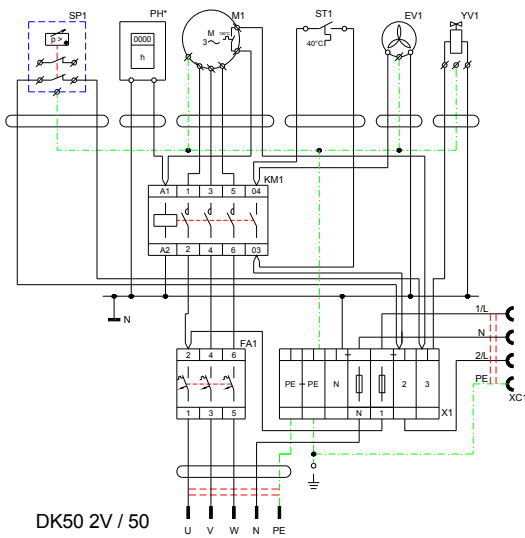 SP1 PH* M1 ST1 EV1 YV1
p > 0000 M 150°C
h 3~ 40°C
A1 1 3 5 04 KM1
A2 2 4 6 03
N
1/L
N
2/L
PE
XC1
FA1
2 4 6
PE PE N 2 3
1 3 5 N 1 X1
DK50 2V / 50
U V W N PE